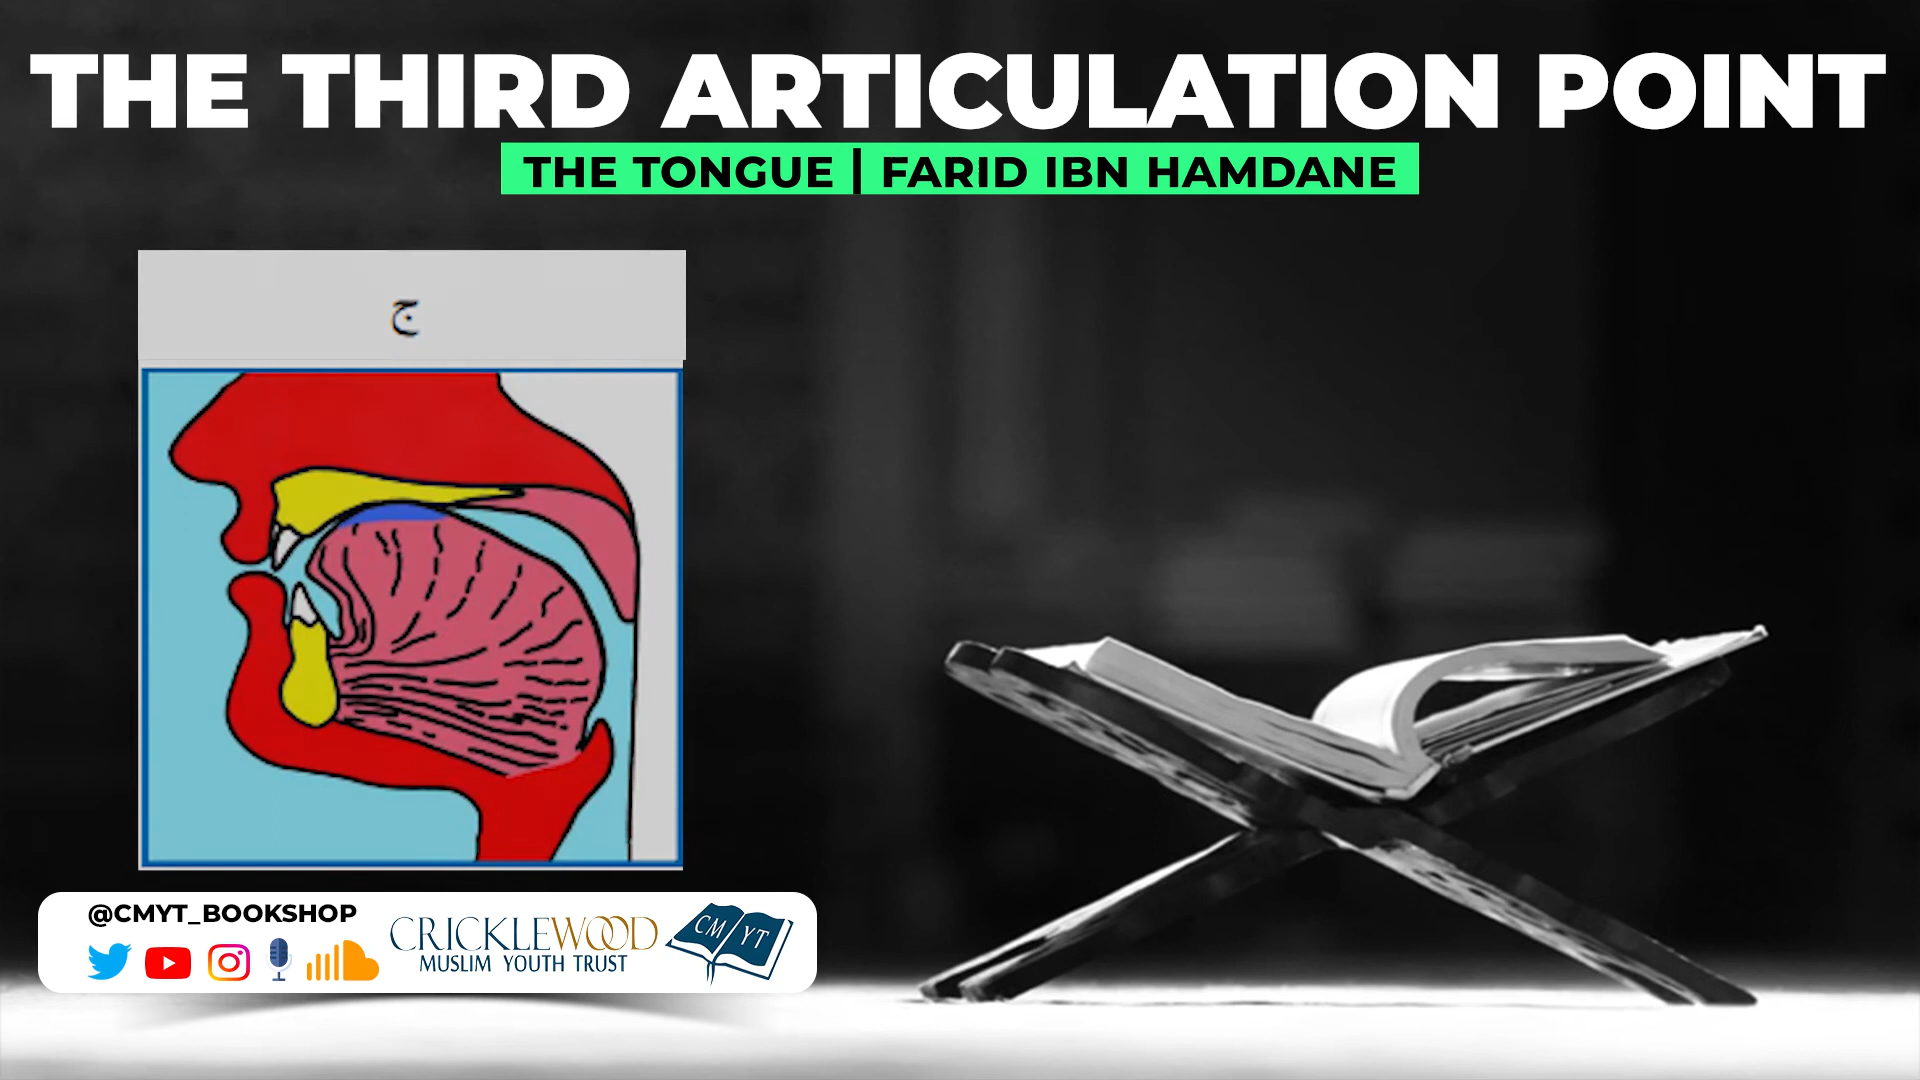 THE THIRD ARTICULATION POINT
THE TONGUE | FARID IBN HAMDANE
ج
@CMYT_BOOKSHOP
CRICKLEWOOD
MUSLIM YOUTH TRUST
CM YT